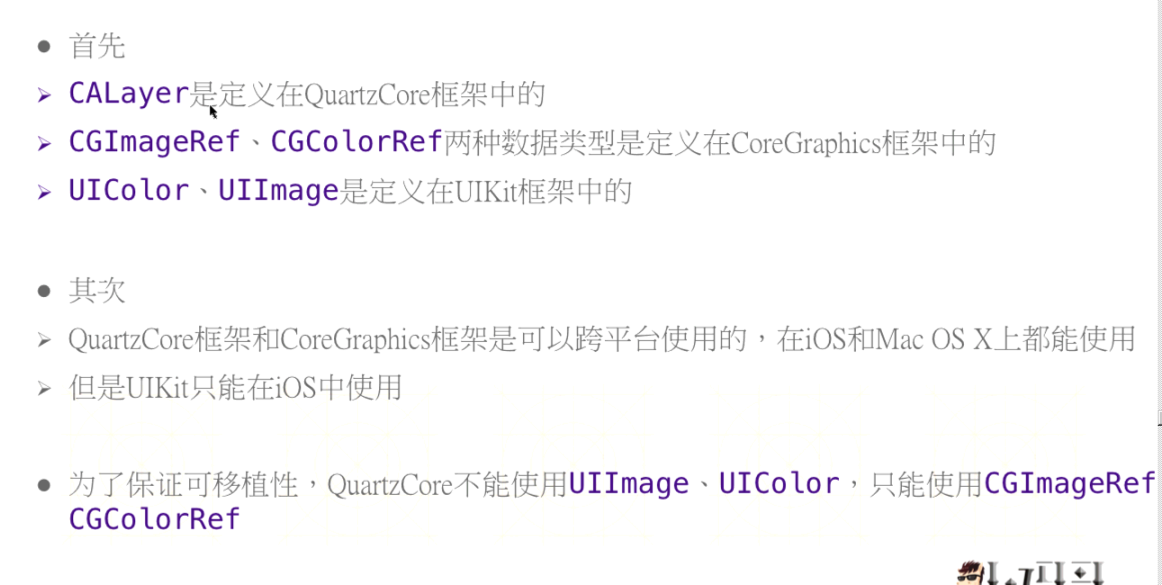 ● 首先
➢ CALayer是定义在QuartzCore框架中的
➢ CGImageRef、CGColorRef两种数据类型是定义在CoreGraphics框架中的
➢ UIColor、UIImage是定义在UIKit框架中的
● 其次
➢ QuartzCore框架和CoreGraphics框架是可以跨平台使用的，在iOS和Mac OS X上都能使用
➢ 但是UIKit只能在iOS中使用
● 为了保证可移植性，QuartzCore不能使用UIImage、UIColor，只能使用CGImageRef
CGColorRef